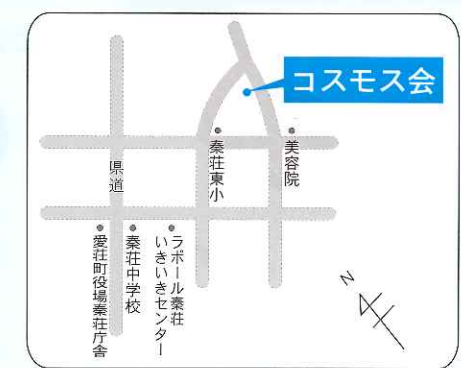 コスモス会
美容院
秦荘東小
県道
ラポール秦荘
いきいきセンター
秦荘中学校
愛荘町役場秦荘庁舎
N